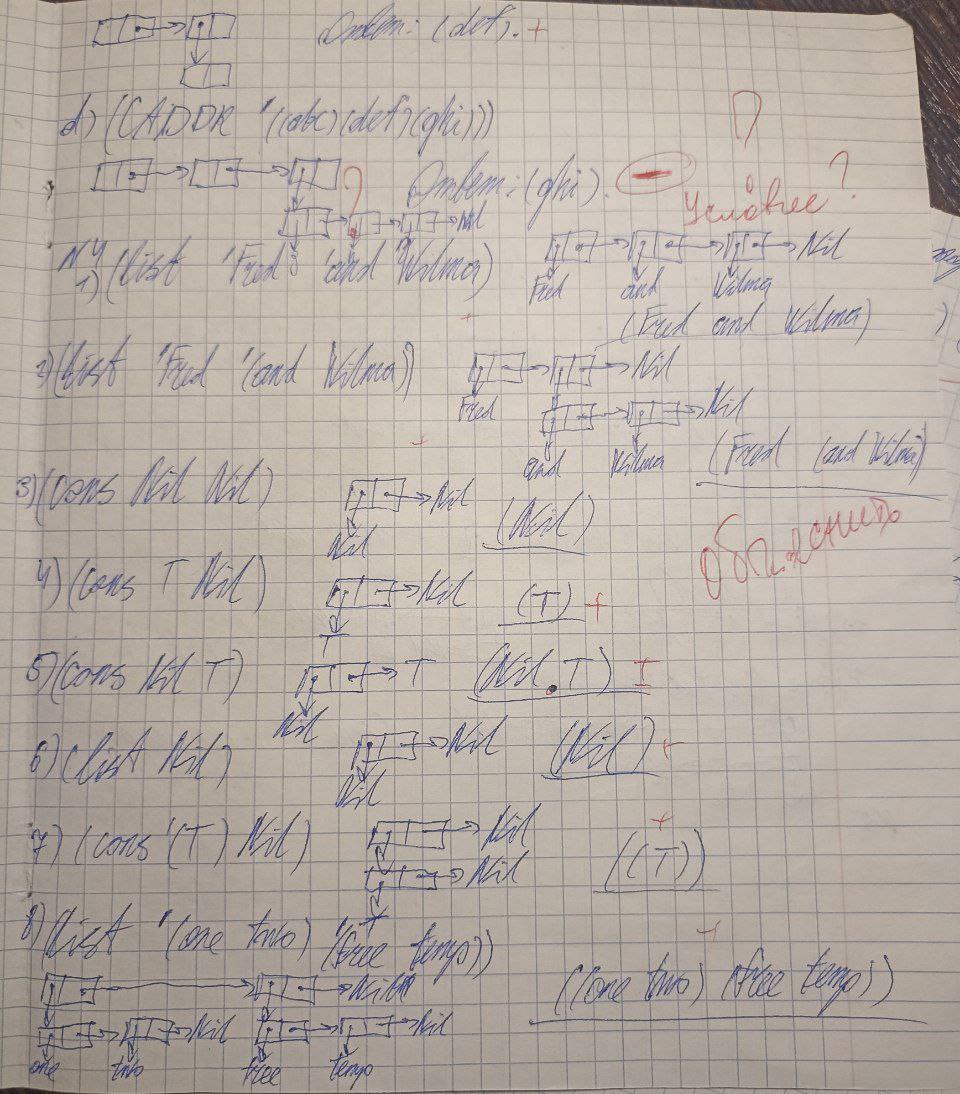 Ответ: (def). +
d) (CADDR '((abc)(def)(ghi)))
Ответ: (ghi). −
? Условие?
Nil
N4
1) (list 'Fred 'and 'Wilma)
Nil
Fred and Wilma
+ (Fred and Wilma)
2) (list 'Fred '(and Wilma))
Nil
Fred
Nil
and Wilma
+ (Fred (and Wilma))
3) (cons Nil Nil)
Nil
Nil
(Nil)
Объяснить
4) (cons T Nil)
Nil
T
(T) +
5) (cons Nil T)
T
Nil
(Nil . T) ±
6) (list Nil)
Nil
Nil
(Nil) +
7) (cons '(T) Nil)
Nil
Nil
T
+
((T))
8) (list '(one two) '(free temp))
Nil
Nil Nil
one two free temp
+
((one two) (free temp))